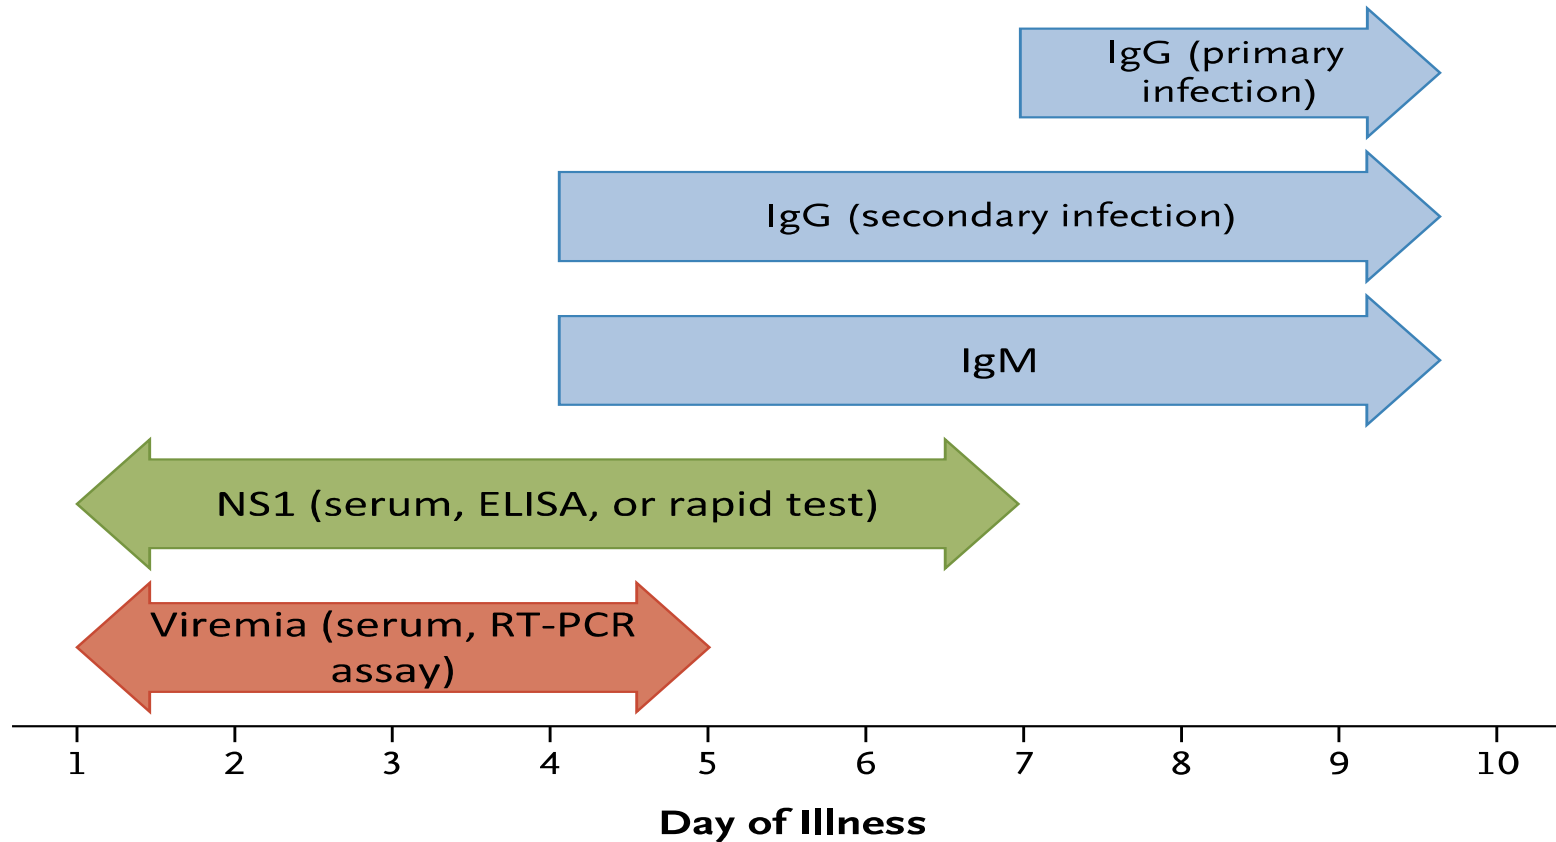 IgG (primary
infection)
IgG (secondary infection)
IgM
NS1 (serum, ELISA, or rapid test)
Viremia (serum, RT-PCR
assay)
1 2 3 4 5 6 7 8 9 10
Day of Illness